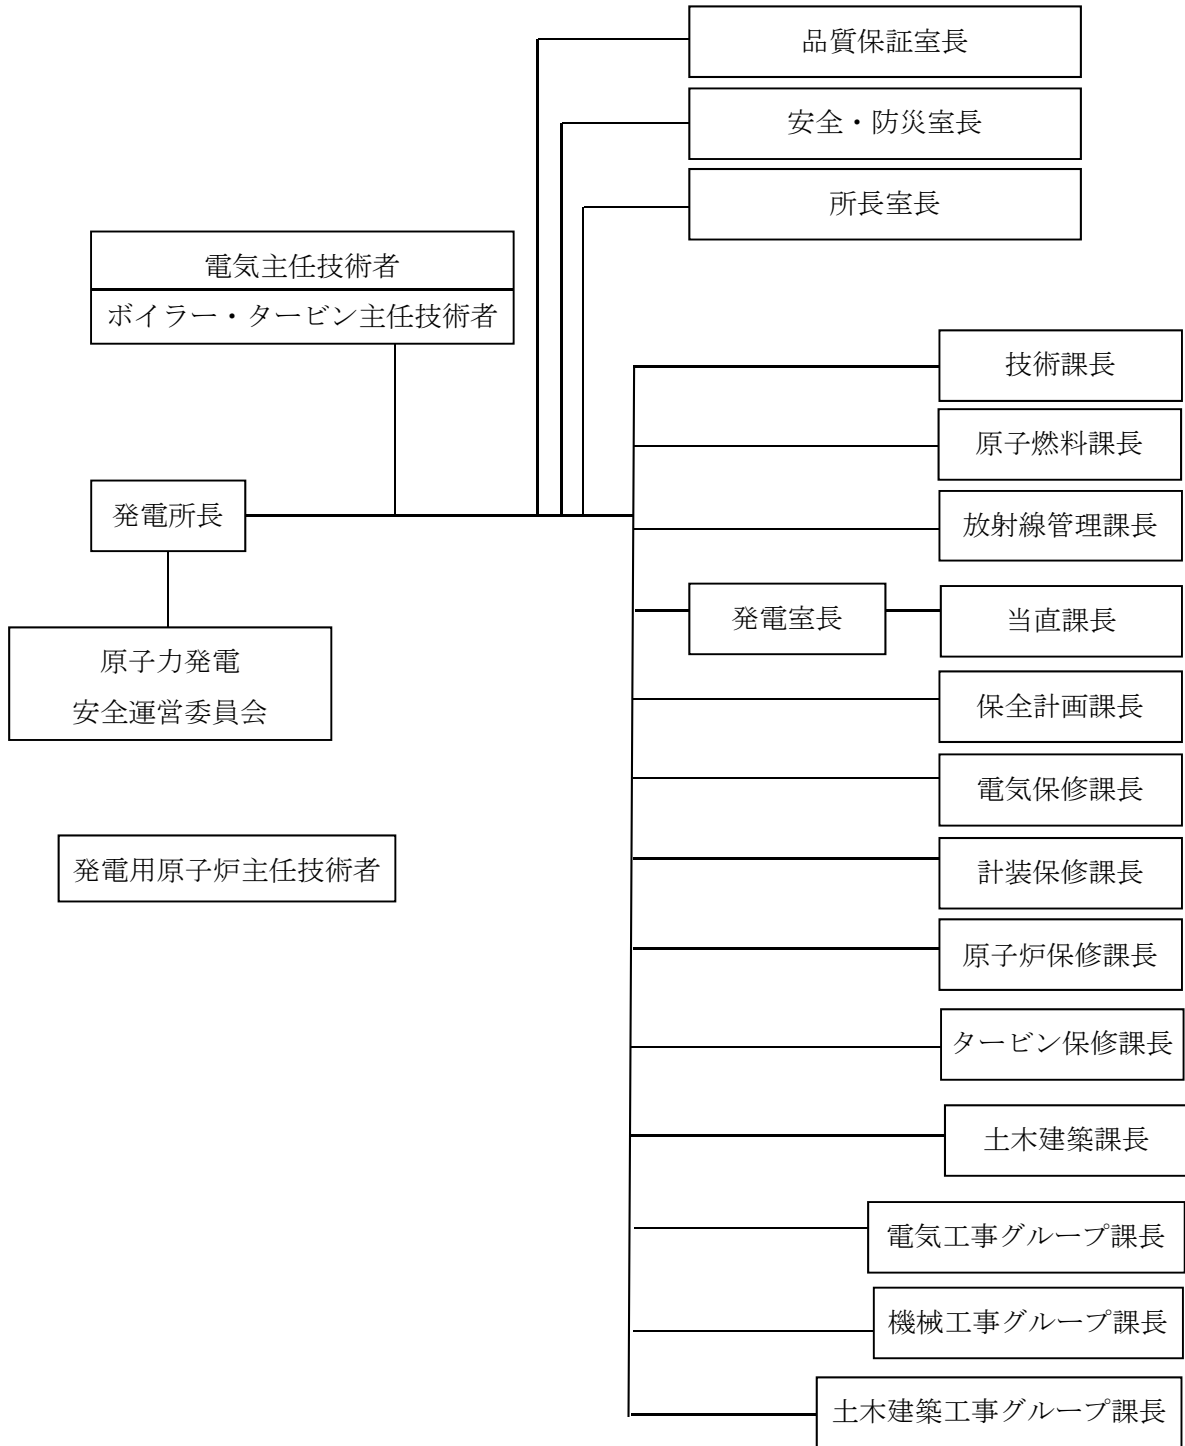 品質保証室長
安全・防災室長
所長室長
電気主任技術者
ボイラー・タービン主任技術者
技術課長
原子燃料課長
発電所長
放射線管理課長
発電室長
当直課長
原子力発電
安全運営委員会
保全計画課長
電気保修課長
発電用原子炉主任技術者
計装保修課長
原子炉保修課長
タービン保修課長
土木建築課長
電気工事グループ課長
機械工事グループ課長
土木建築工事グループ課長